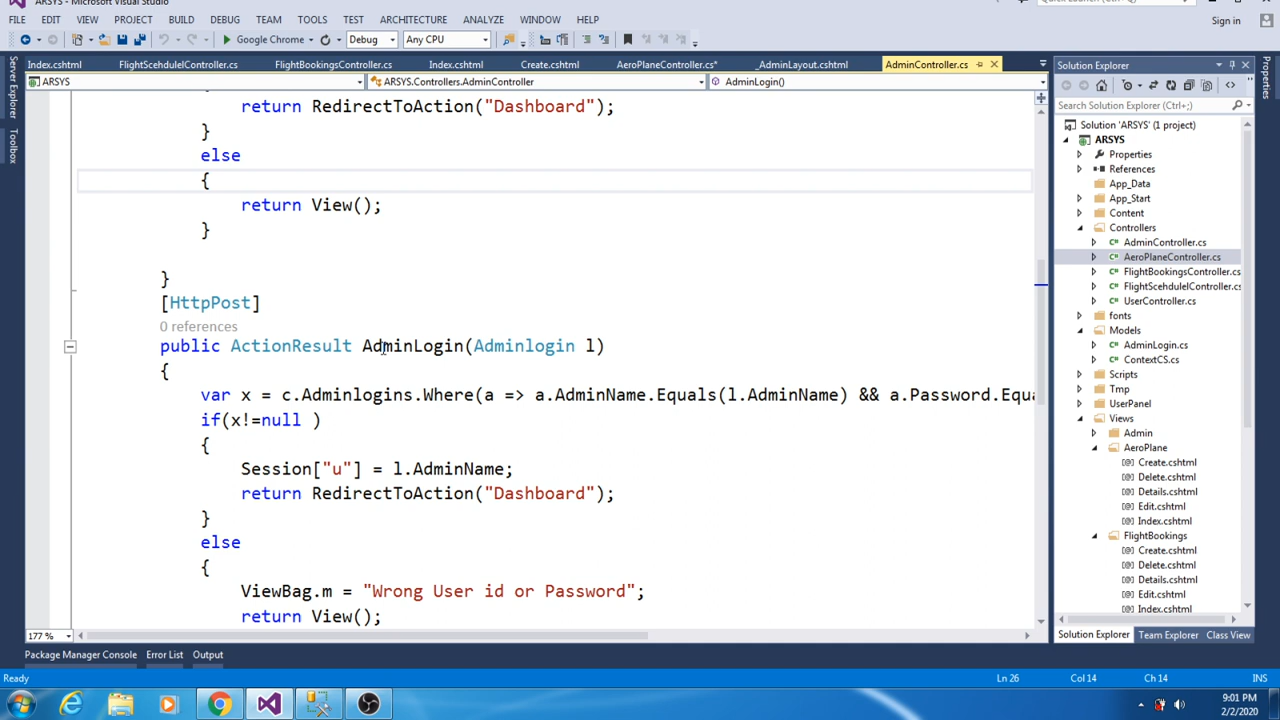 ARSYS - Microsoft Visual Studio
FILE EDIT VIEW PROJECT BUILD DEBUG TEAM TOOLS TEST ARCHITECTURE ANALYZE WINDOW HELP Sign in
Google Chrome Debug Any CPU
Index.cshtml FlightScehdulelController.cs FlightBookingsController.cs Index.cshtml Create.cshtml AeroPlaneController.cs* _AdminLayout.cshtml AdminController.cs
ARSYS ARSYS.Controllers.AdminController AdminLogin()
return RedirectToAction("Dashboard");
}
else
{
return View();
}
}
[HttpPost]
0 references
public ActionResult AdminLogin(Adminlogin l)
{
var x = c.Adminlogins.Where(a => a.AdminName.Equals(l.AdminName) && a.Password.Equa
if(x!=null )
{
Session["u"] = l.AdminName;
return RedirectToAction("Dashboard");
}
else
{
ViewBag.m = "Wrong User id or Password";
return View();
177 %
Server Explorer
Toolbox
Solution Explorer
Search Solution Explorer (Ctrl+;)
Solution 'ARSYS' (1 project)
ARSYS
Properties
References
App_Data
App_Start
Content
Controllers
AdminController.cs
AeroPlaneController.cs
FlightBookingsController.cs
FlightScehdulelController.cs
UserController.cs
fonts
Models
AdminLogin.cs
ContextCS.cs
Scripts
Tmp
UserPanel
Views
Admin
AeroPlane
Create.cshtml
Delete.cshtml
Details.cshtml
Edit.cshtml
Index.cshtml
FlightBookings
Create.cshtml
Delete.cshtml
Details.cshtml
Edit.cshtml
Index.cshtml
Solution Explorer Team Explorer Class View
Properties
Package Manager Console Error List Output
Ready Ln 26 Col 14 Ch 14 INS
9:01 PM
2/2/2020